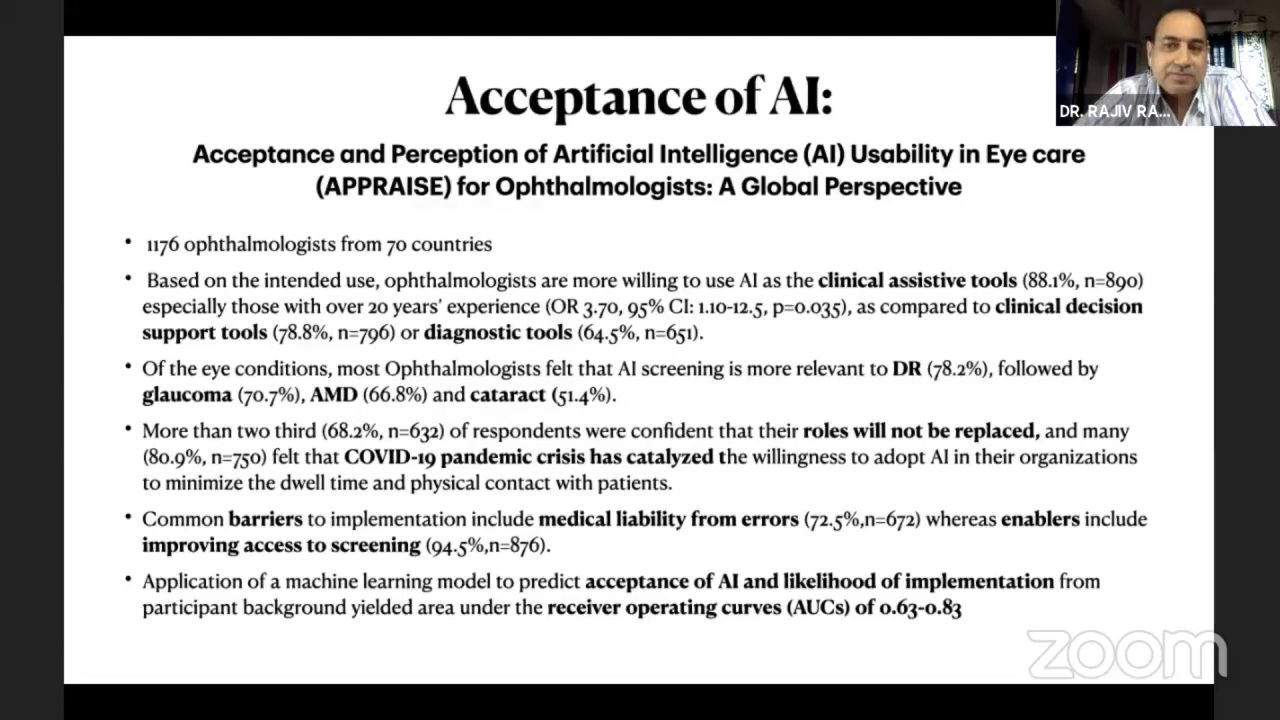 Acceptance of AI:
DR. RAJIV RA...
Acceptance and Perception of Artificial Intelligence (AI) Usability in Eye care
(APPRAISE) for Ophthalmologists: A Global Perspective
• 1176 ophthalmologists from 70 countries
• Based on the intended use, ophthalmologists are more willing to use AI as the clinical assistive tools (88.1%, n=890)
especially those with over 20 years' experience (OR 3.70, 95% CI: 1.10-12.5, p=0.035), as compared to clinical decision
support tools (78.8%, n=796) or diagnostic tools (64.5%, n=651).
• Of the eye conditions, most Ophthalmologists felt that AI screening is more relevant to DR (78.2%), followed by
glaucoma (70.7%), AMD (66.8%) and cataract (51.4%).
• More than two third (68.2%, n=632) of respondents were confident that their roles will not be replaced, and many
(80.9%, n=750) felt that COVID-19 pandemic crisis has catalyzed the willingness to adopt AI in their organizations
to minimize the dwell time and physical contact with patients.
• Common barriers to implementation include medical liability from errors (72.5%,n=672) whereas enablers include
improving access to screening (94.5%,n=876).
• Application of a machine learning model to predict acceptance of AI and likelihood of implementation from
participant background yielded area under the receiver operating curves (AUCs) of 0.63-0.83
zoom